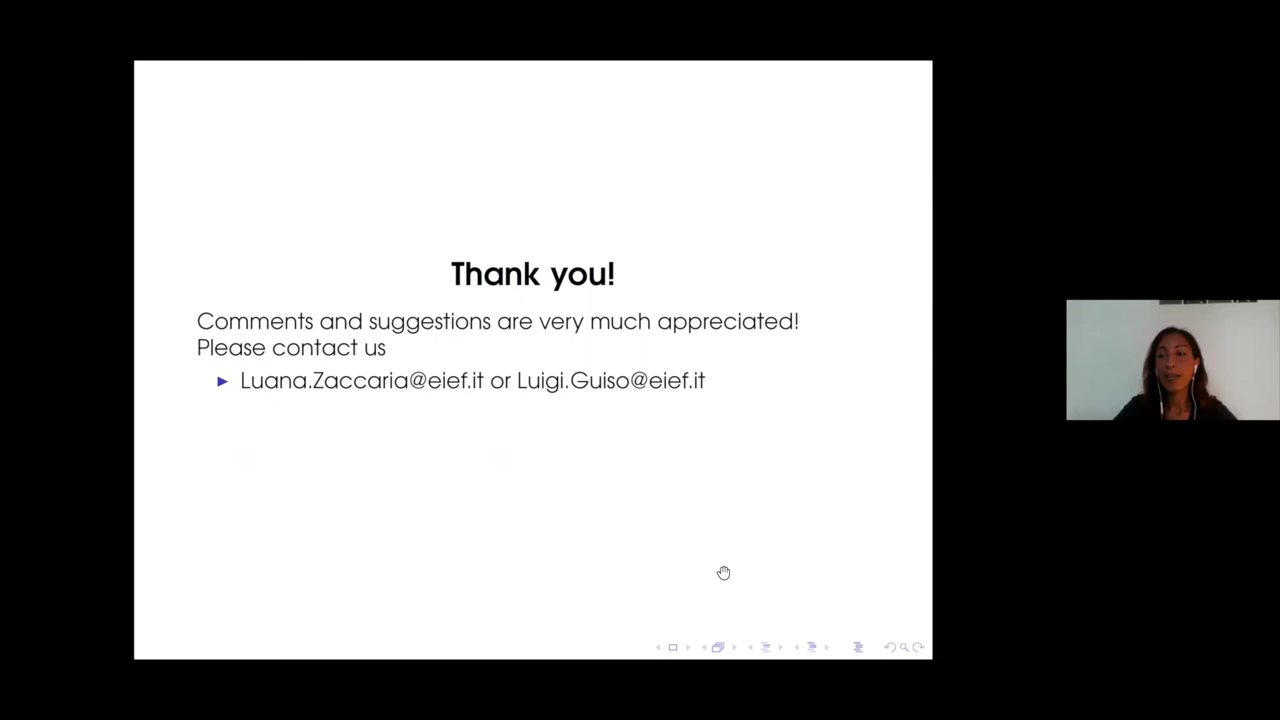 Thank you!
Comments and suggestions are very much appreciated!
Please contact us
► Luana.Zaccaria@eief.it or Luigi.Guiso@eief.it